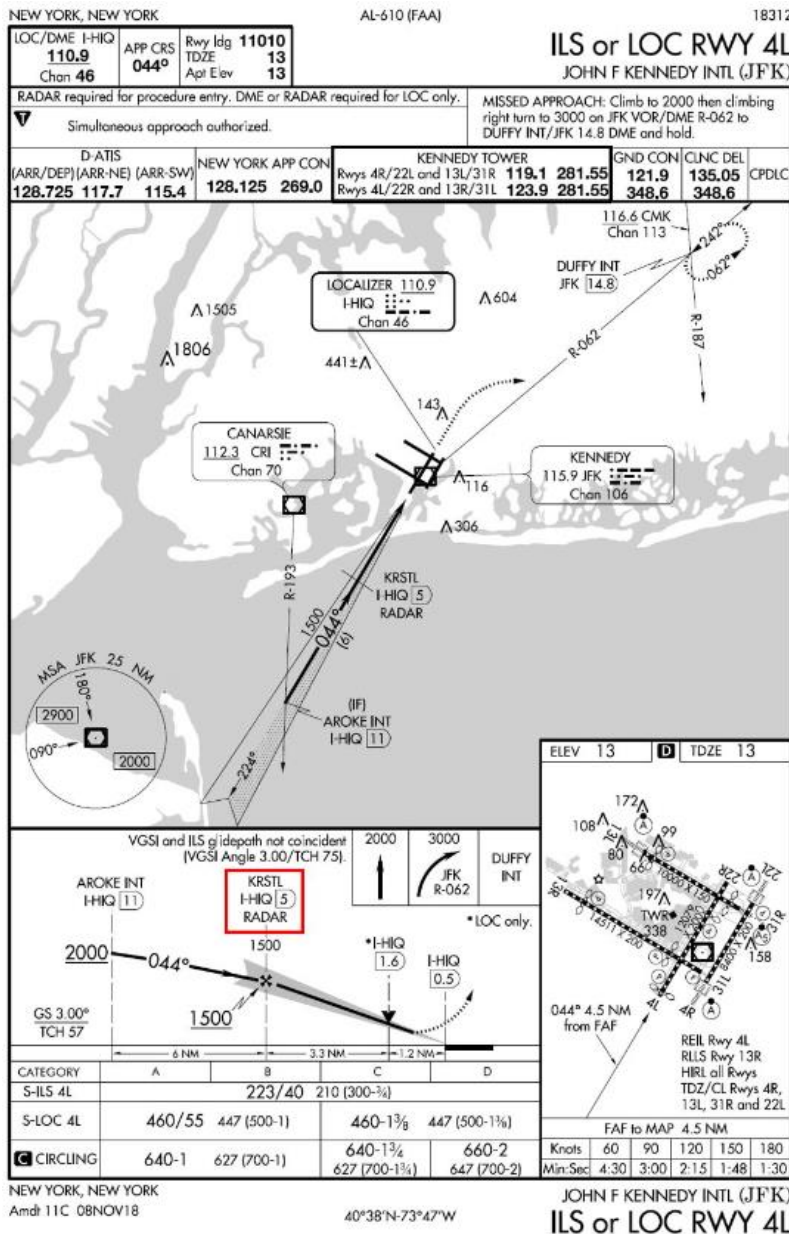 NEW YORK, NEW YORK
AL-610 (FAA)
18312
LOC/DME I-HIQ
110.9
Chan 46
APP CRS
044°
Rwy ldg 11010
TDZE 13
Apt Elev 13
ILS or LOC RWY 4L
JOHN F KENNEDY INTL (JFK)
RADAR required for procedure entry. DME or RADAR required for LOC only.
T
Simultaneous approach authorized.
MISSED APPROACH: Climb to 2000 then climbing
right turn to 3000 on JFK VOR/DME R-062 to
DUFFY INT/JFK 14.8 DME and hold.
D-ATIS
(ARR/DEP) (ARR-NE) (ARR-SW)
128.725 117.7 115.4
NEW YORK APP CON
128.125 269.0
KENNEDY TOWER
Rwys 4R/22L and 13L/31R 119.1 281.55
Rwys 4L/22R and 13R/31L 123.9 281.55
GND CON
121.9
348.6
CLNC DEL
135.05
348.6
CPDLC
116.6 CMK
Chan 113
242°
062°
DUFFY INT
JFK 14.8
R-187
R-062
LOCALIZER 110.9
I-HIQ
Chan 46
604
1505
1806
441±
143
CANARSIE
112.3 CRI
Chan 70
KENNEDY
115.9 JFK
Chan 106
116
306
R-193
KRSTL
I-HIQ 5
RADAR
1500
044°
(6)
(IF)
AROKE INT
I-HIQ 11
224°
MSA JFK 25 NM
180°
2900
090°
2000
ELEV 13
D
TDZE 13
172
A
108
99
80
66
13L
22R
22L
A
10000 X 150
13R
197
TWR
338
14511 X 200
8400 X 200
31R
158
31L
4L
4R
A
044° 4.5 NM
from FAF
REIL Rwy 4L
RLLS Rwy 13R
HIRL all Rwys
TDZ/CL Rwys 4R,
13L, 31R and 22L
FAF to MAP 4.5 NM
Knots 60 90 120 150 180
Min:Sec 4:30 3:00 2:15 1:48 1:30
VGSI and ILS glidepath not coincident
(VGSI Angle 3.00/TCH 75).
2000
3000
JFK
R-062
DUFFY
INT
AROKE INT
I-HIQ 11
KRSTL
I-HIQ 5
RADAR
1500
*LOC only.
*I-HIQ
1.6
I-HIQ
0.5
2000
044°
1500
GS 3.00°
TCH 57
6 NM
3.3 NM
1.2 NM
CATEGORY A B C D
S-ILS 4L 223/40 210 (300-¾)
S-LOC 4L 460/55 447 (500-1) 460-1⅜ 447 (500-1⅜)
C CIRCLING 640-1 627 (700-1) 640-1¾ 627 (700-1¾) 660-2 647 (700-2)
NEW YORK, NEW YORK
Amdt 11C 08NOV18
40°38'N-73°47'W
JOHN F KENNEDY INTL (JFK)
ILS or LOC RWY 4L